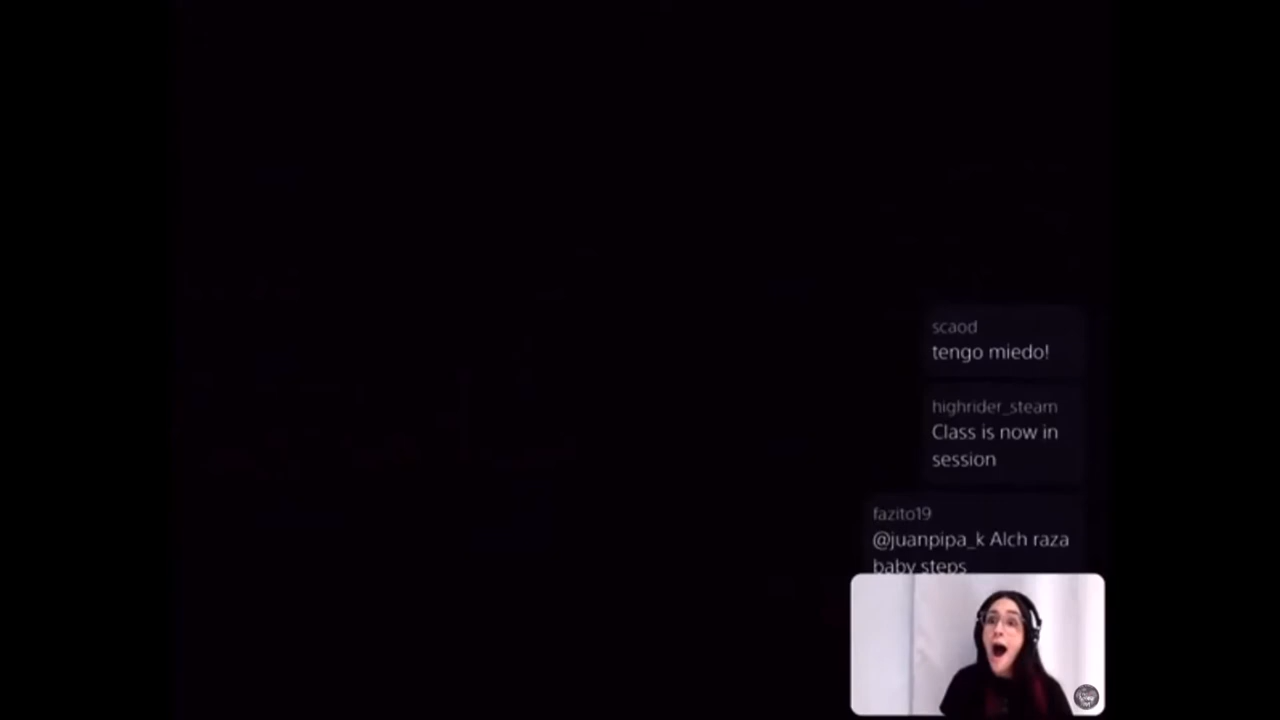 scaod
tengo miedo!
highrider_steam
Class is now in
session
fazito19
@juanpipa_k Alch raza
baby steps